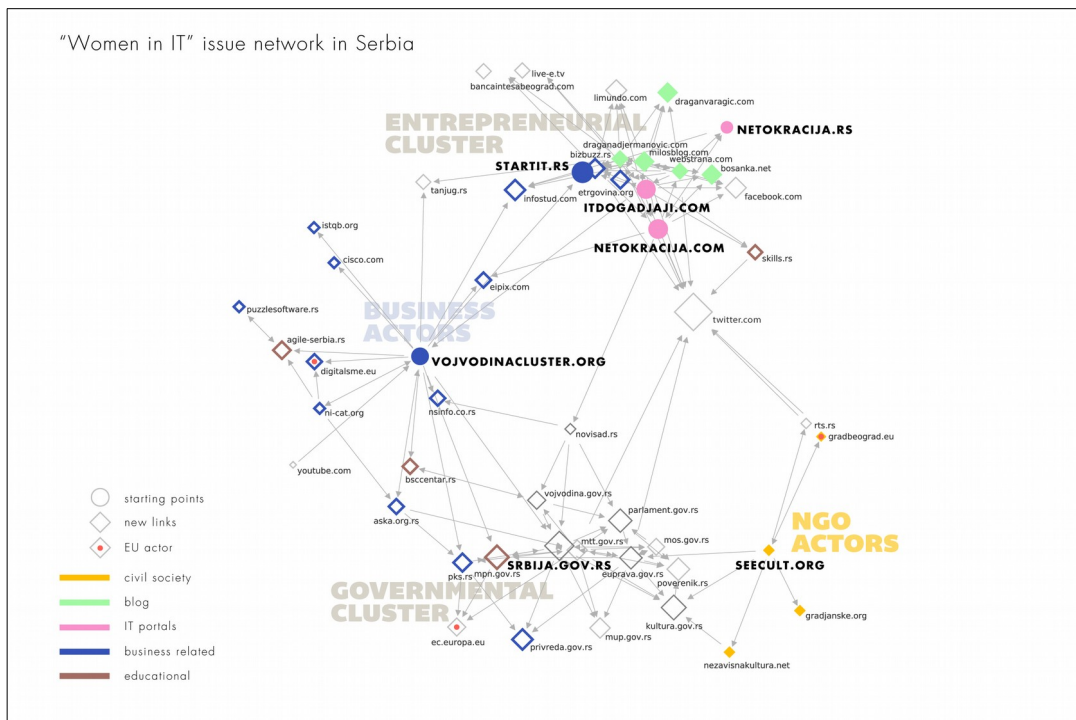 “Women in IT” issue network in Serbia
live-e.tv
bancaintesabeograd.com
limundo.com
draganvaragic.com
ENTREPRENEURIAL
CLUSTER
NETOKRACIJA.RS
draganadjermanovic.com
milosblog.com
bizbuzz.rs
webstrana.com
STARTIT.RS
bosanka.net
tanjug.rs
infostud.com
etrgovina.org
facebook.com
ITDOGADJAJI.COM
istqb.org
NETOKRACIJA.COM
cisco.com
skills.rs
eipix.com
puzzlesoftware.rs
BUSINESS
ACTORS
twitter.com
agile-serbia.rs
VOJVODINACLUSTER.ORG
digitalsme.eu
ni-cat.org
nsinfo.co.rs
novisad.rs
rts.rs
gradbeograd.eu
youtube.com
bsccentar.rs
vojvodina.gov.rs
starting points
aska.org.rs
parlament.gov.rs
new links
NGO
ACTORS
mtt.gov.rs
mos.gov.rs
EU actor
SRBIJA.GOV.RS
SEECULT.ORG
pks.rs
mpn.gov.rs
euprava.gov.rs
poverenik.rs
civil society
GOVERNMENTAL
CLUSTER
blog
gradjanske.org
kultura.gov.rs
IT portals
ec.europa.eu
mup.gov.rs
privreda.gov.rs
business related
nezavisnakultura.net
educational